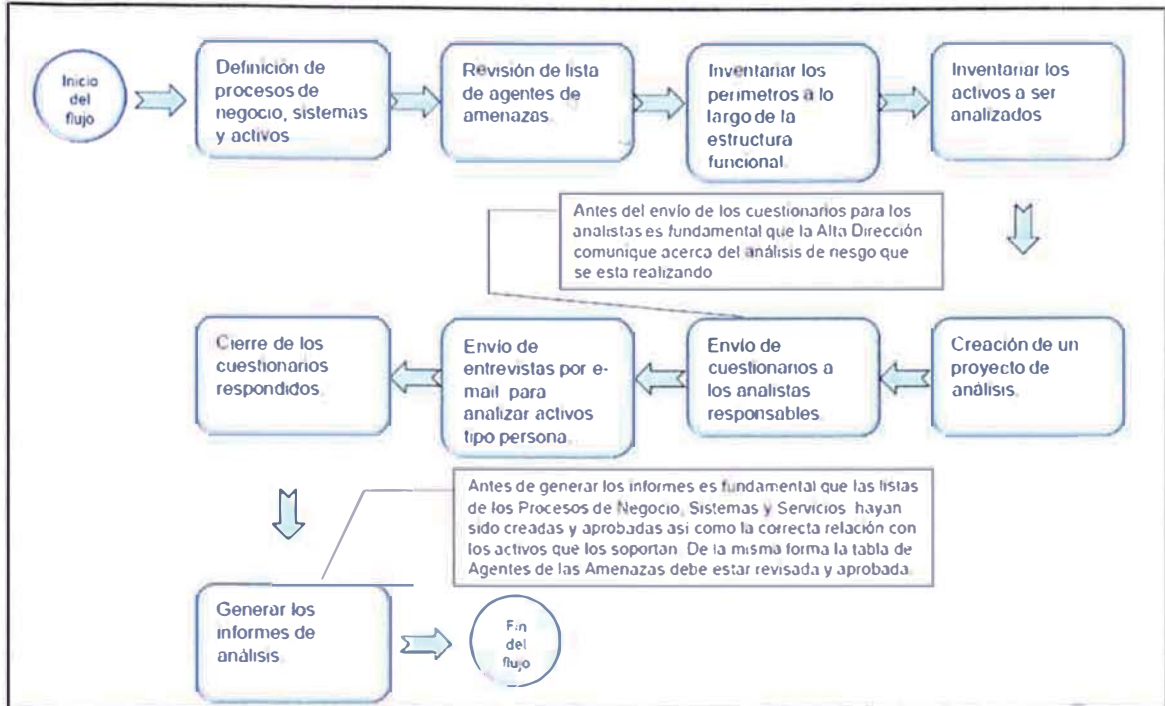 Inicio
del
flujo
Definición de
procesos de
negocio, sistemas
y activos
Revisión de lista
de agentes de
amenazas.
Inventariar los
perimetros a lo
largo de la
estructura
funcional.
Inventariar los
activos a ser
analizados
Antes del envío de los cuestionarios para los
analistas es fundamental que la Alta Dirección
comunique acerca del análisis de riesgo que
se esta realizando
Creación de un
proyecto de
análisis.
Envío de
cuestionarios a
los analistas
responsables.
Envío de
entrevistas por e-
mail para
analizar activos
tipo persona.
Cierre de los
cuestionarios
respondidos.
Antes de generar los informes es fundamental que las listas
de los Procesos de Negocio, Sistemas y Servicios hayan
sido creadas y aprobadas asi como la correcta relación con
los activos que los soportan. De la misma forma la tabla de
Agentes de las Amenazas debe estar revisada y aprobada.
Generar los
informes de
análisis.
Fin
del
flujo